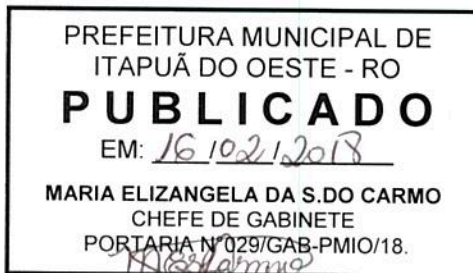 PREFEITURA MUNICIPAL DE
ITAPUÃ DO OESTE - RO
PUBLICADO
EM: 16/02/2018
MARIA ELIZANGELA DA S.DO CARMO
CHEFE DE GABINETE
PORTARIA Nº029/GAB-PMIO/18.